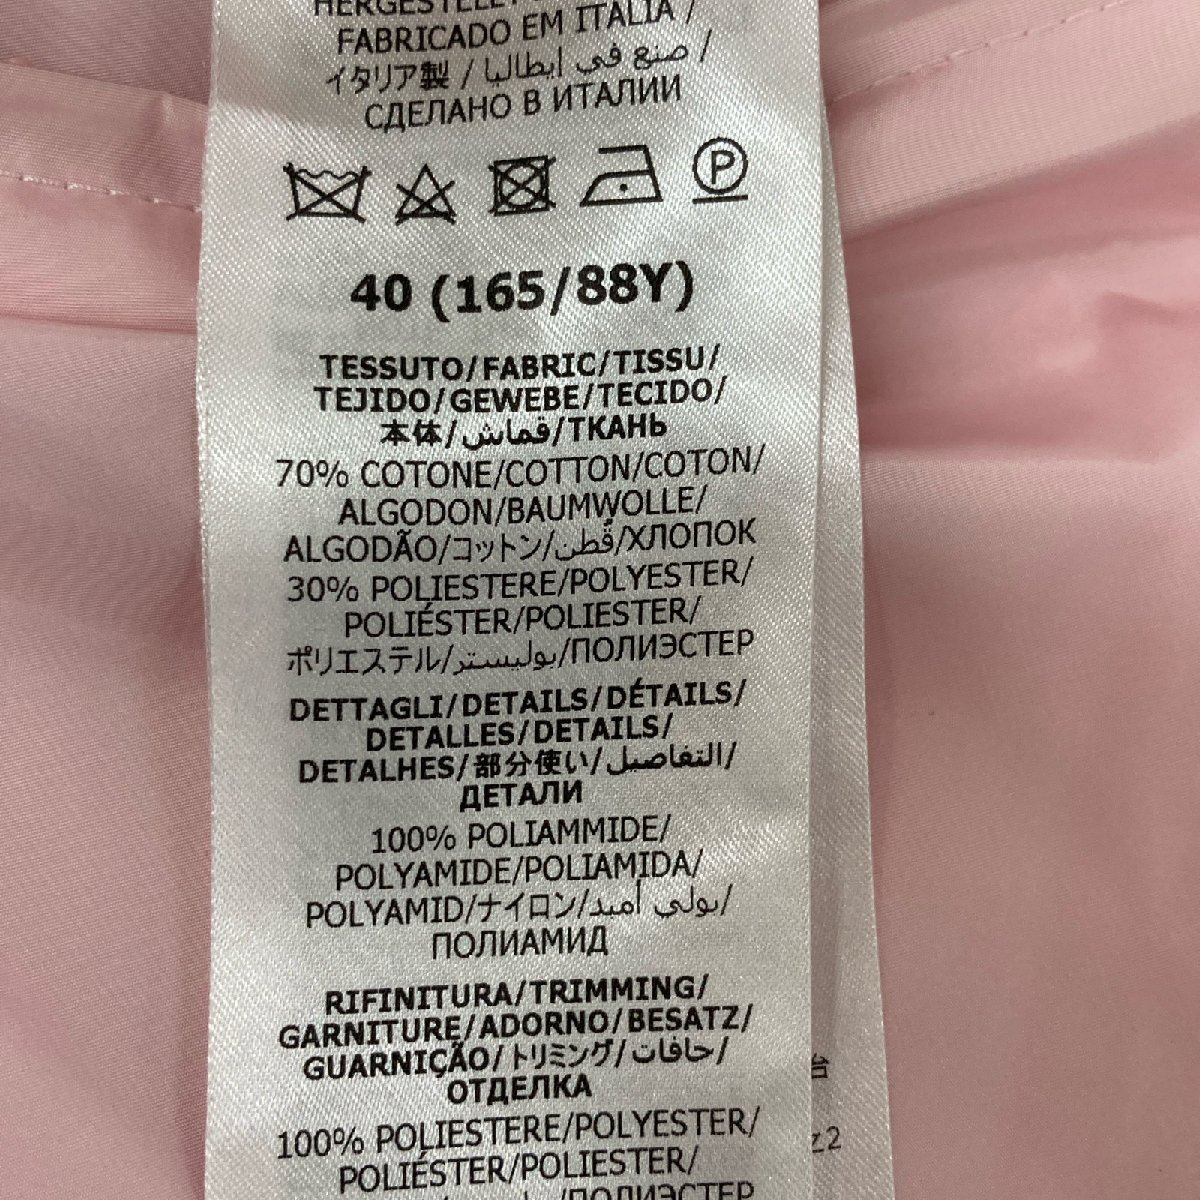 FABRICADO EM ITALIA /
イタリア製 / صنع في إيطاليا /
СДЕЛАНО В ИТАЛИИ
P
40 (165/88Y)
TESSUTO/FABRIC/TISSU/
TEJIDO/GEWEBE/TECIDO/
本体/قماش/ТКАНЬ
70% COTONE/COTTON/COTON/
ALGODON/BAUMWOLLE/
ALGODÃO/コットン/قُطن/ХЛОПОК
30% POLIESTERE/POLYESTER/
POLIÉSTER/POLIESTER/
ポリエステル/بوليستر/ПОЛИЭСТЕР
DETTAGLI/DETAILS/DÉTAILS/
DETALLES/DETAILS/
DETALHES/部分使い/التفاصيل/
ДЕТАЛИ
100% POLIAMMIDE/
POLYAMIDE/POLIAMIDA/
POLYAMID/ナイロン/بولي أميد/
ПОЛИАМИД
RIFINITURA/TRIMMING/
GARNITURE/ADORNO/BESATZ/
GUARNIÇÃO/トリミング/حافات/
ОТДЕЛКА
100% POLIESTERE/POLYESTER/
POLIÉSTER/POLIESTER/
ПОЛИЭСТЕР